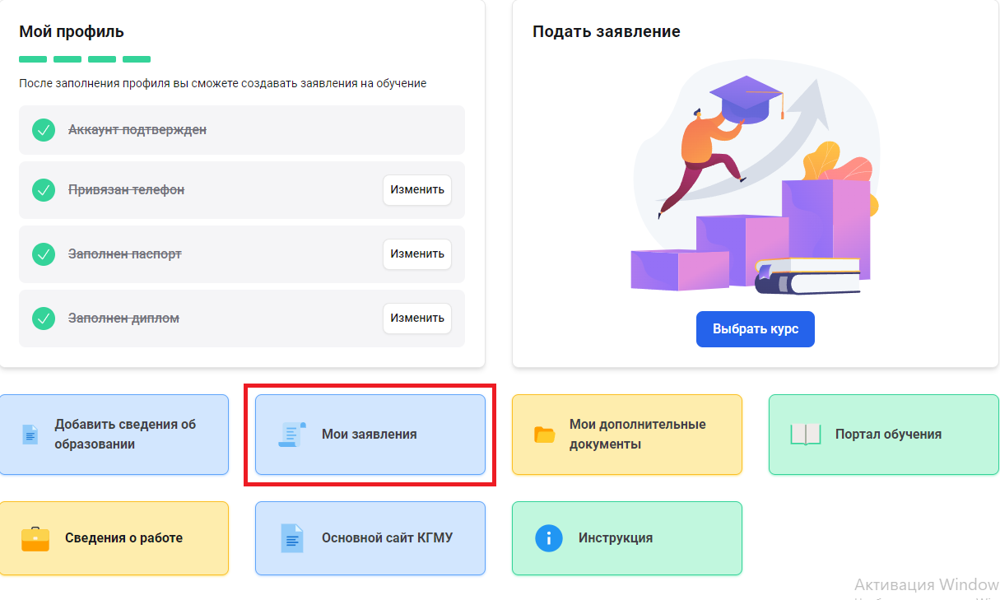 Мой профиль
После заполнения профиля вы сможете создавать заявления на обучение
Аккаунт подтвержден
Привязан телефон
Изменить
Заполнен паспорт
Изменить
Заполнен диплом
Изменить
Подать заявление
Выбрать курс
Добавить сведения об
образовании
Мои заявления
Мои дополнительные
документы
Портал обучения
Сведения о работе
Основной сайт КГМУ
Инструкция
Активация Window